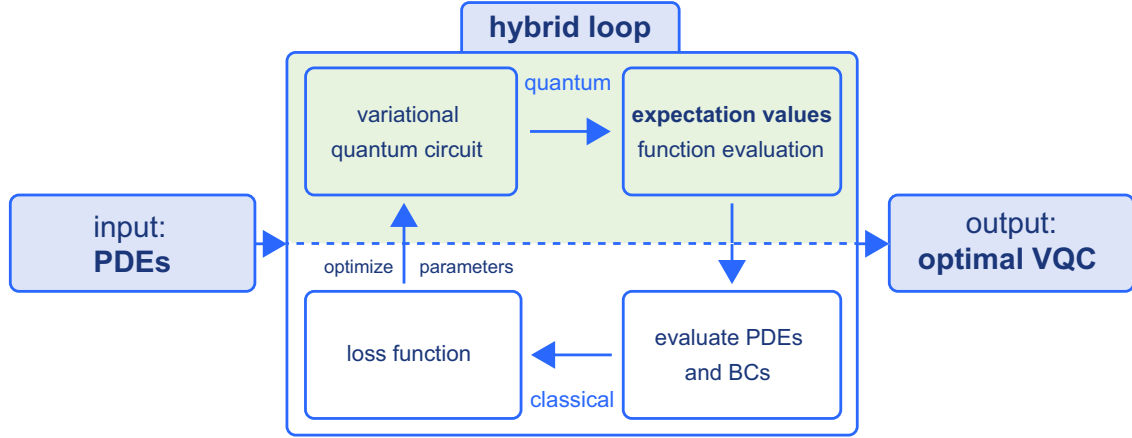 hybrid loop
variational
quantum circuit
quantum
expectation values
function evaluation
input:
PDEs
output:
optimal VQC
optimize parameters
loss function
classical
evaluate PDEs
and BCs